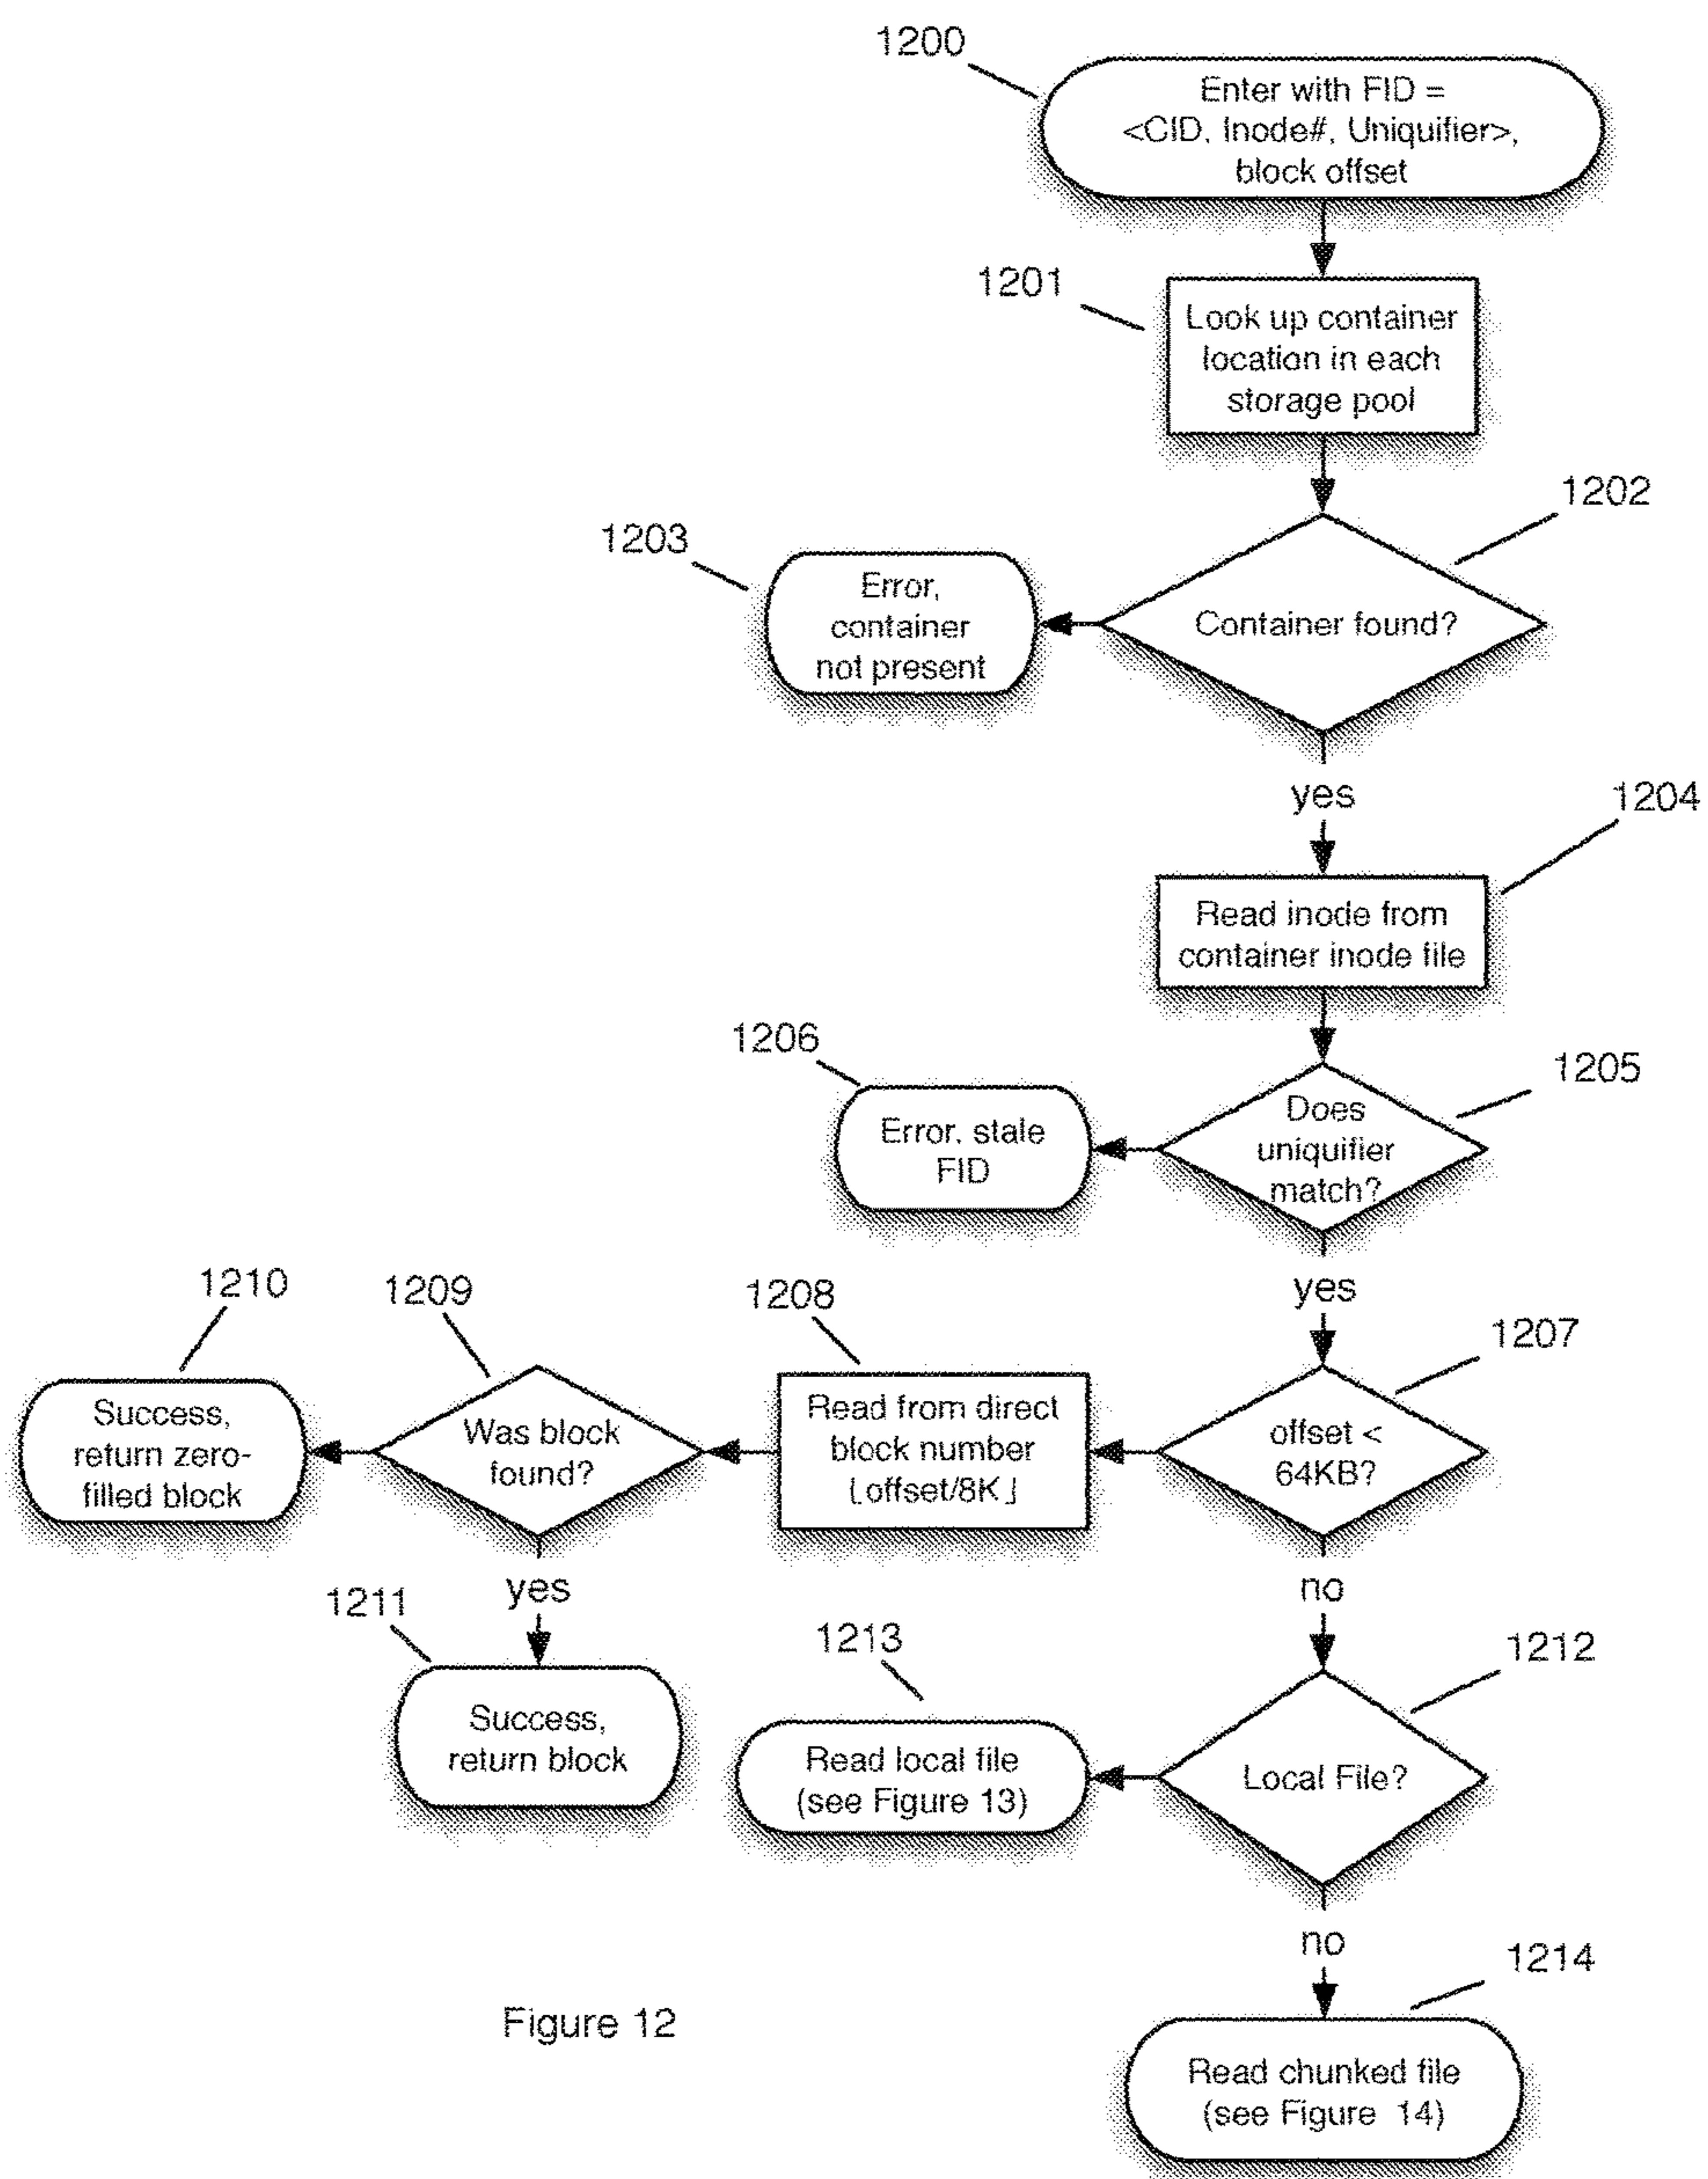 1200
Enter with FID =
<CID, Inode#, Uniquifier>,
block offset
1201
Look up container
location in each
storage pool
1202
Container found?
1203
Error,
container
not present
yes
1204
Read inode from
container inode file
1205
Does
uniquifier
match?
1206
Error, stale
FID
yes
1207
offset <
64KB?
1208
Read from direct
block number
⌊offset/8K⌋
1209
Was block
found?
1210
Success,
return zero-
filled block
yes
1211
Success,
return block
no
1212
Local File?
1213
Read local file
(see Figure 13)
no
1214
Read chunked file
(see Figure 14)
Figure 12